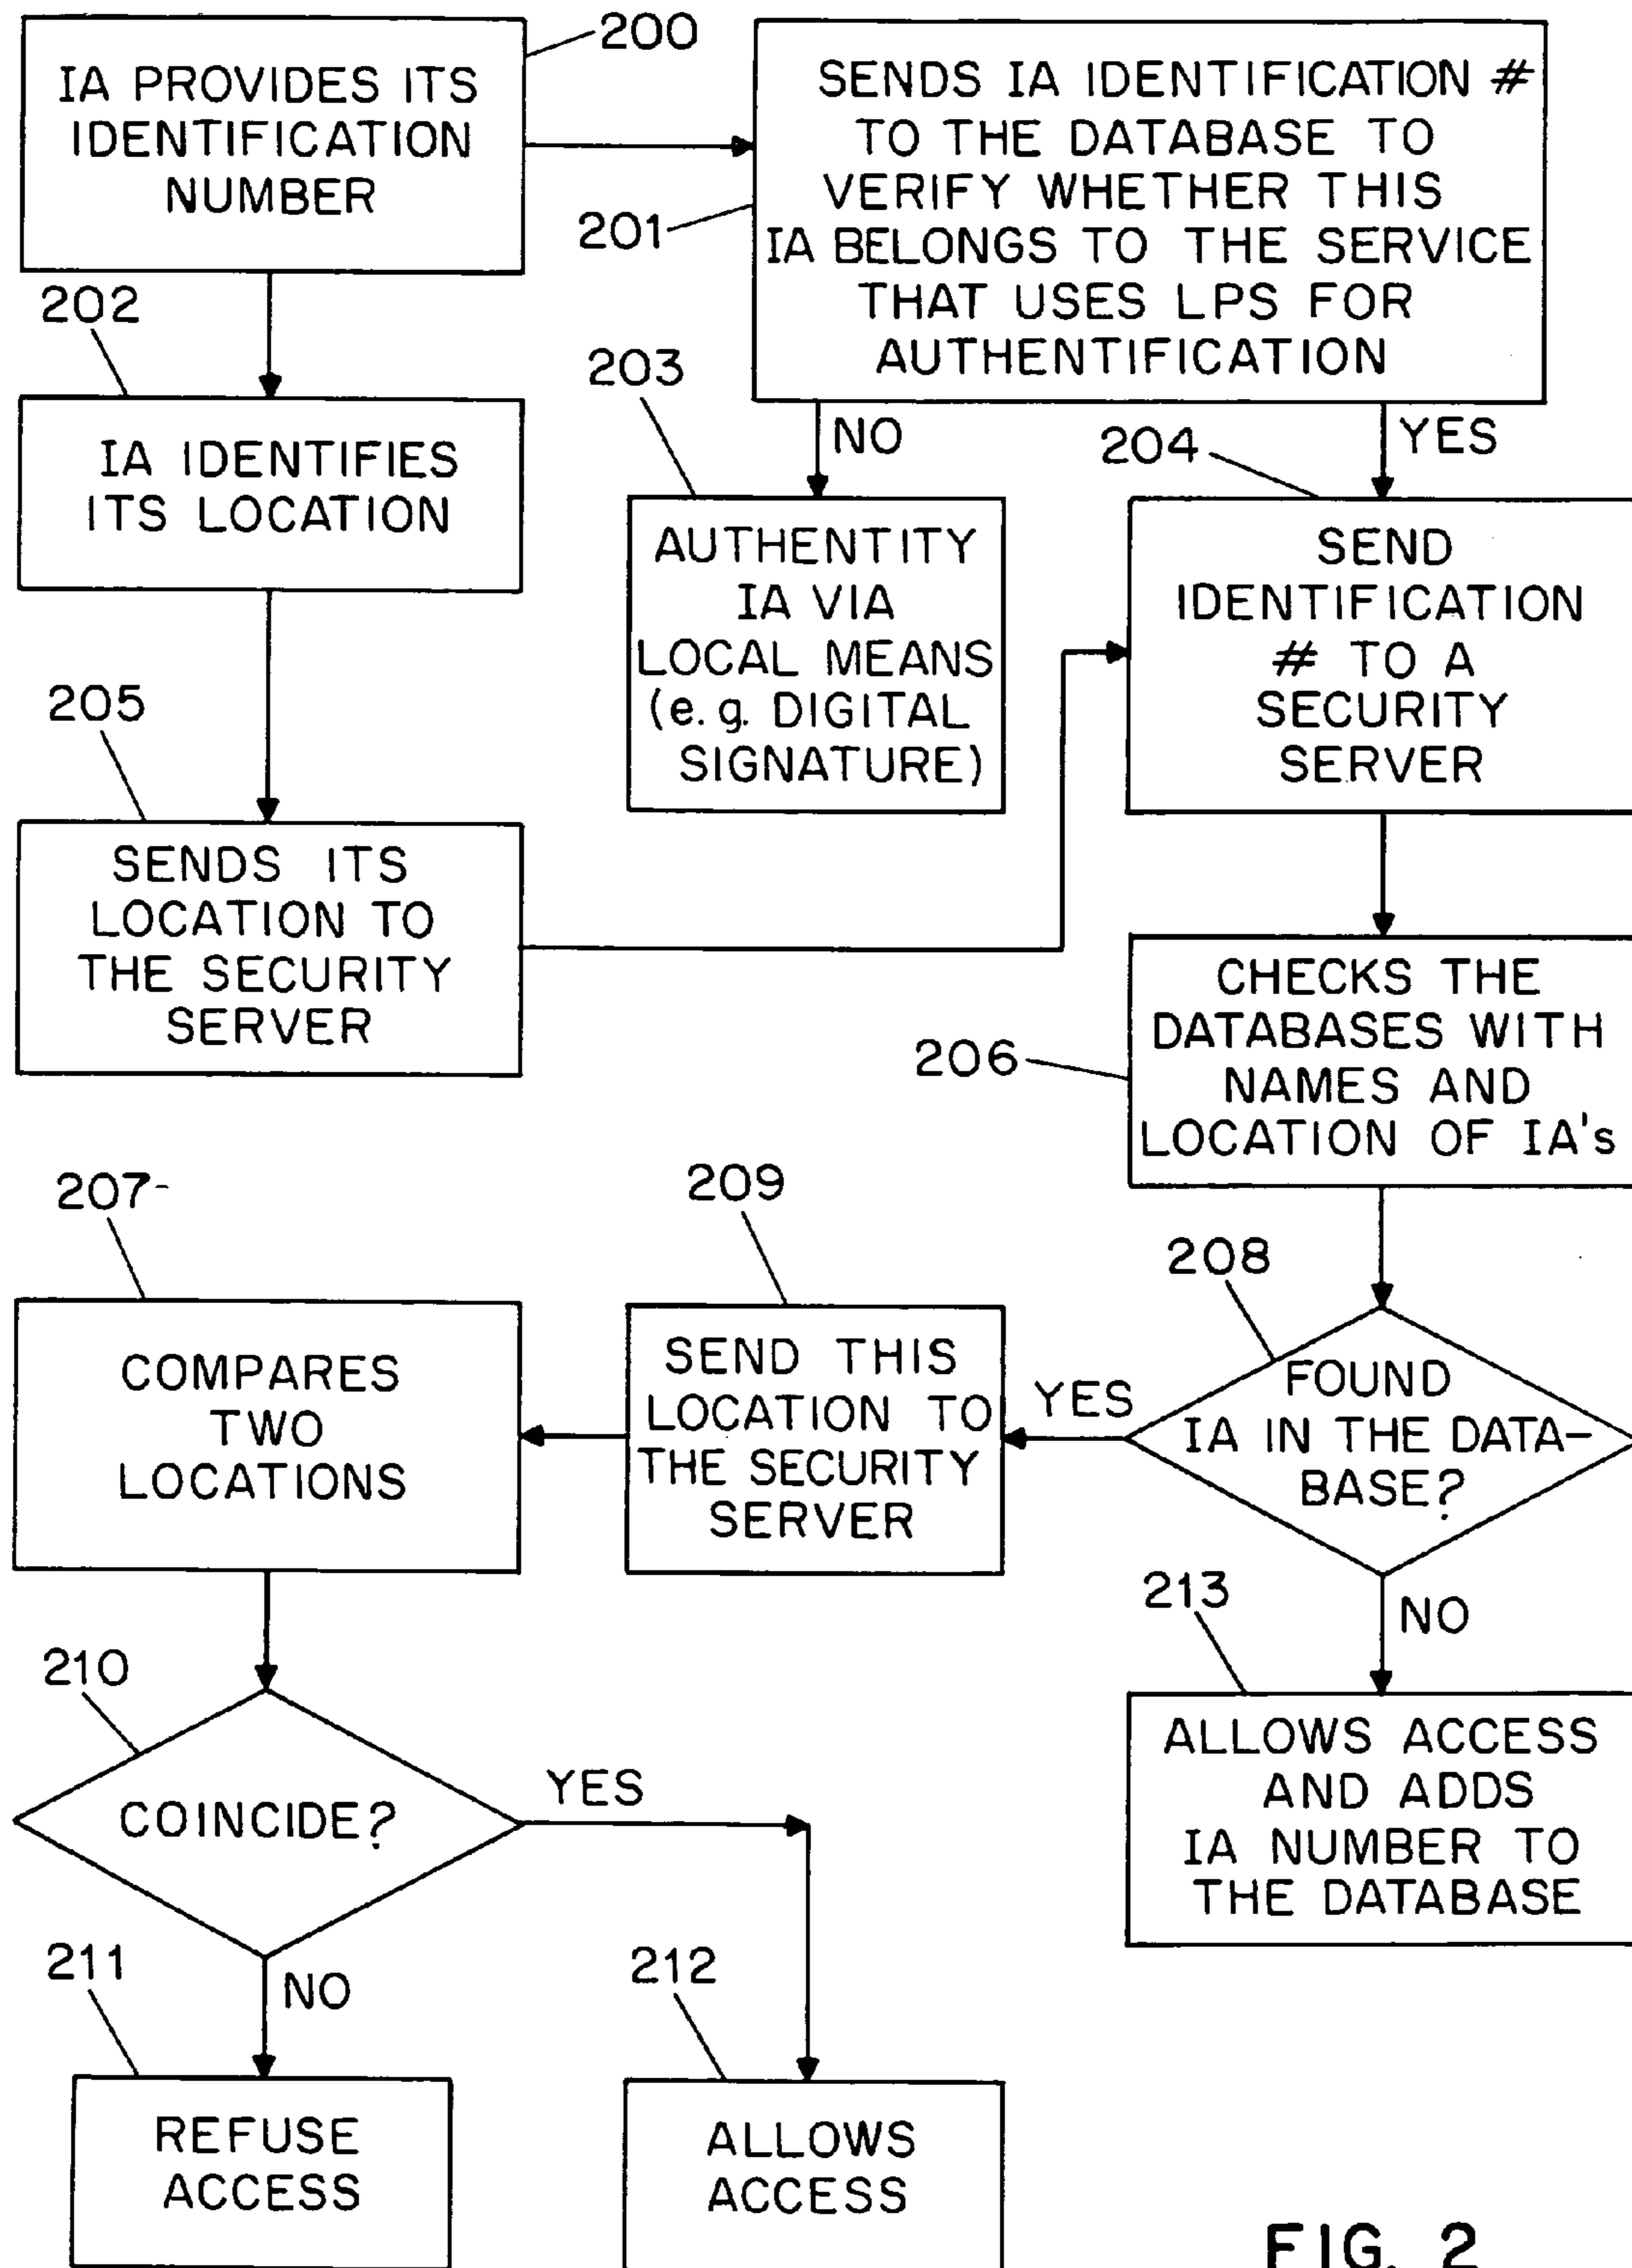 200
IA PROVIDES ITS
IDENTIFICATION
NUMBER
SENDS IA IDENTIFICATION #
TO THE DATABASE TO
VERIFY WHETHER THIS
IA BELONGS TO THE SERVICE
THAT USES LPS FOR
AUTHENTIFICATION
201
202
IA IDENTIFIES
ITS LOCATION
203
NO
204
YES
AUTHENTITY
IA VIA
LOCAL MEANS
(e.g. DIGITAL
SIGNATURE)
SEND
IDENTIFICATION
# TO A
SECURITY
SERVER
205
SENDS ITS
LOCATION TO
THE SECURITY
SERVER
206
CHECKS THE
DATABASES WITH
NAMES AND
LOCATION OF IA's
207
COMPARES
TWO
LOCATIONS
209
SEND THIS
LOCATION TO
THE SECURITY
SERVER
YES
208
FOUND
IA IN THE DATA-
BASE?
210
COINCIDE?
YES
213
NO
ALLOWS ACCESS
AND ADDS
IA NUMBER TO
THE DATABASE
211
NO
REFUSE
ACCESS
212
ALLOWS
ACCESS
FIG. 2